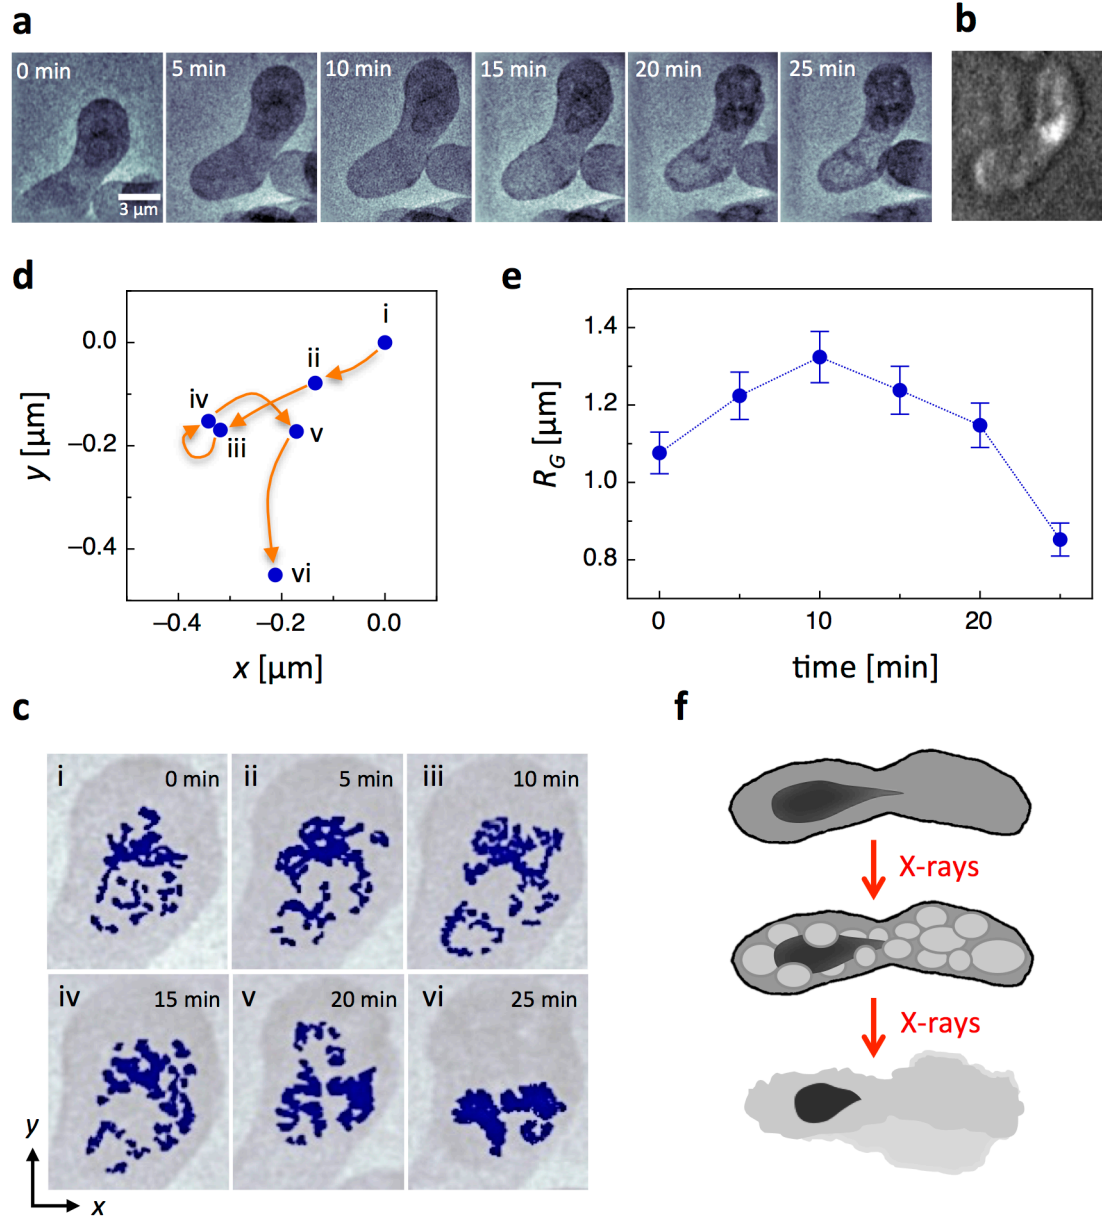 a
b
0 min
5 min
10 min
15 min
20 min
25 min
3 µm
d
e
i
ii
iii
iv
v
vi
0.0
−0.2
−0.4
y [µm]
−0.4
−0.2
0.0
x [µm]
1.4
1.2
1.0
0.8
R_G [µm]
0
10
20
time [min]
c
f
i
0 min
ii
5 min
iii
10 min
iv
15 min
v
20 min
vi
25 min
y
x
X-rays
X-rays